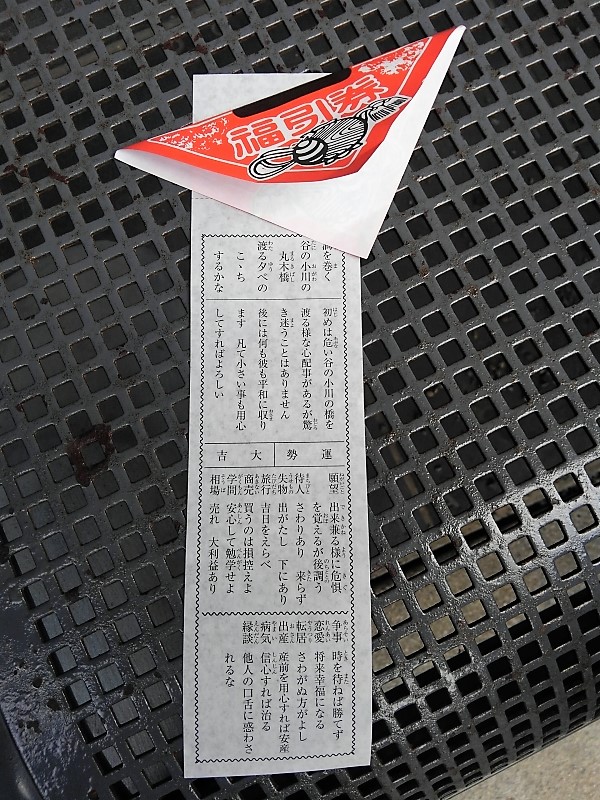 福引券
を巻く
谷の小川の
丸木橋
渡る夕べの
こゝち
するかな
初めは危い谷の小川の橋を
渡る様な心配事があるが驚
き迷うことはありません
後には何も彼も平和に収り
ます 凡て小さい事も用心
してすればよろしい
運勢 大吉
願望 出来兼る様に危惧
を覚えるが後調う
待人 さわりあり 来らず
失物 出がたし 下にあり
旅行 吉日をえらべ
商売 買うのは損控えよ
学問 安心して勉学せよ
相場 売れ 大利益あり
争事 時を待ねば勝てず
恋愛 将来幸福になる
転居 さわがぬ方がよし
出産 産前を用心すれば安産
病気 信心すれば治る
縁談 他人の口舌に惑わさ
れるな